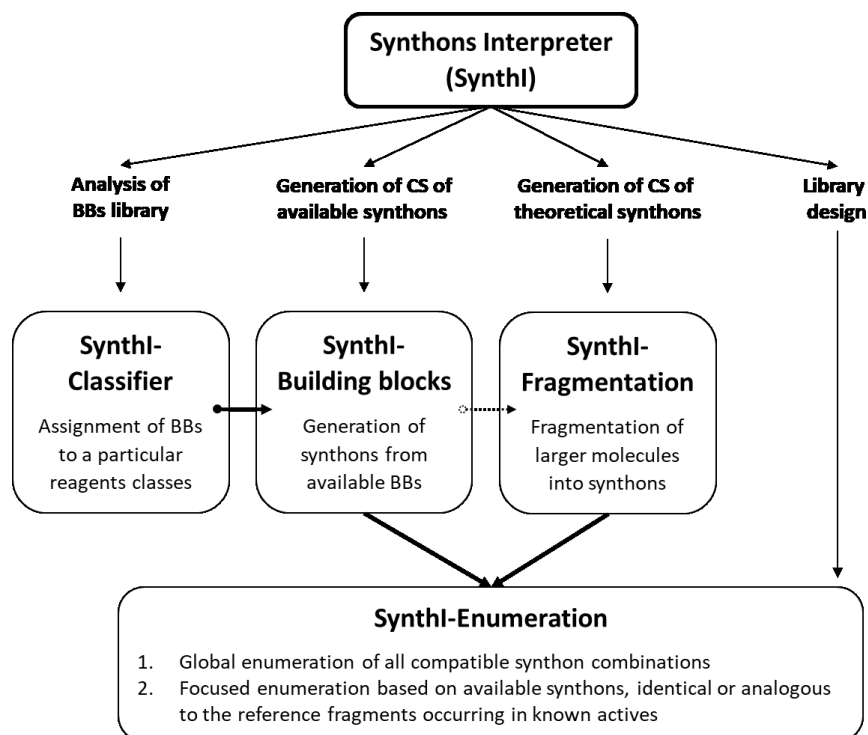 Synthons Interpreter
(SynthI)
Analysis of
BBs library
Generation of CS of
available synthons
Generation of CS of
theoretical synthons
Library
design
SynthI-
Classifier
Assignment of BBs
to a particular
reagents classes
SynthI-
Building blocks
Generation of
synthons from
available BBs
SynthI-
Fragmentation
Fragmentation of
larger molecules
into synthons
SynthI-Enumeration
1. Global enumeration of all compatible synthon combinations
2. Focused enumeration based on available synthons, identical or analogous
to the reference fragments occurring in known actives